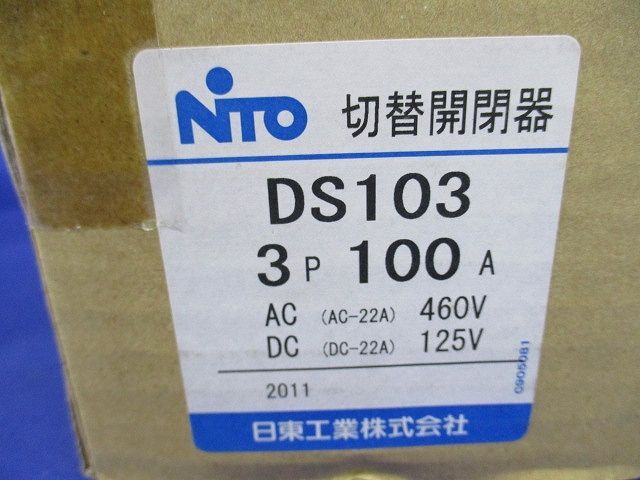 NITO 切替開閉器
DS103
3P 100A
AC (AC-22A) 460V
DC (DC-22A) 125V
2011
C905081
日東工業株式会社